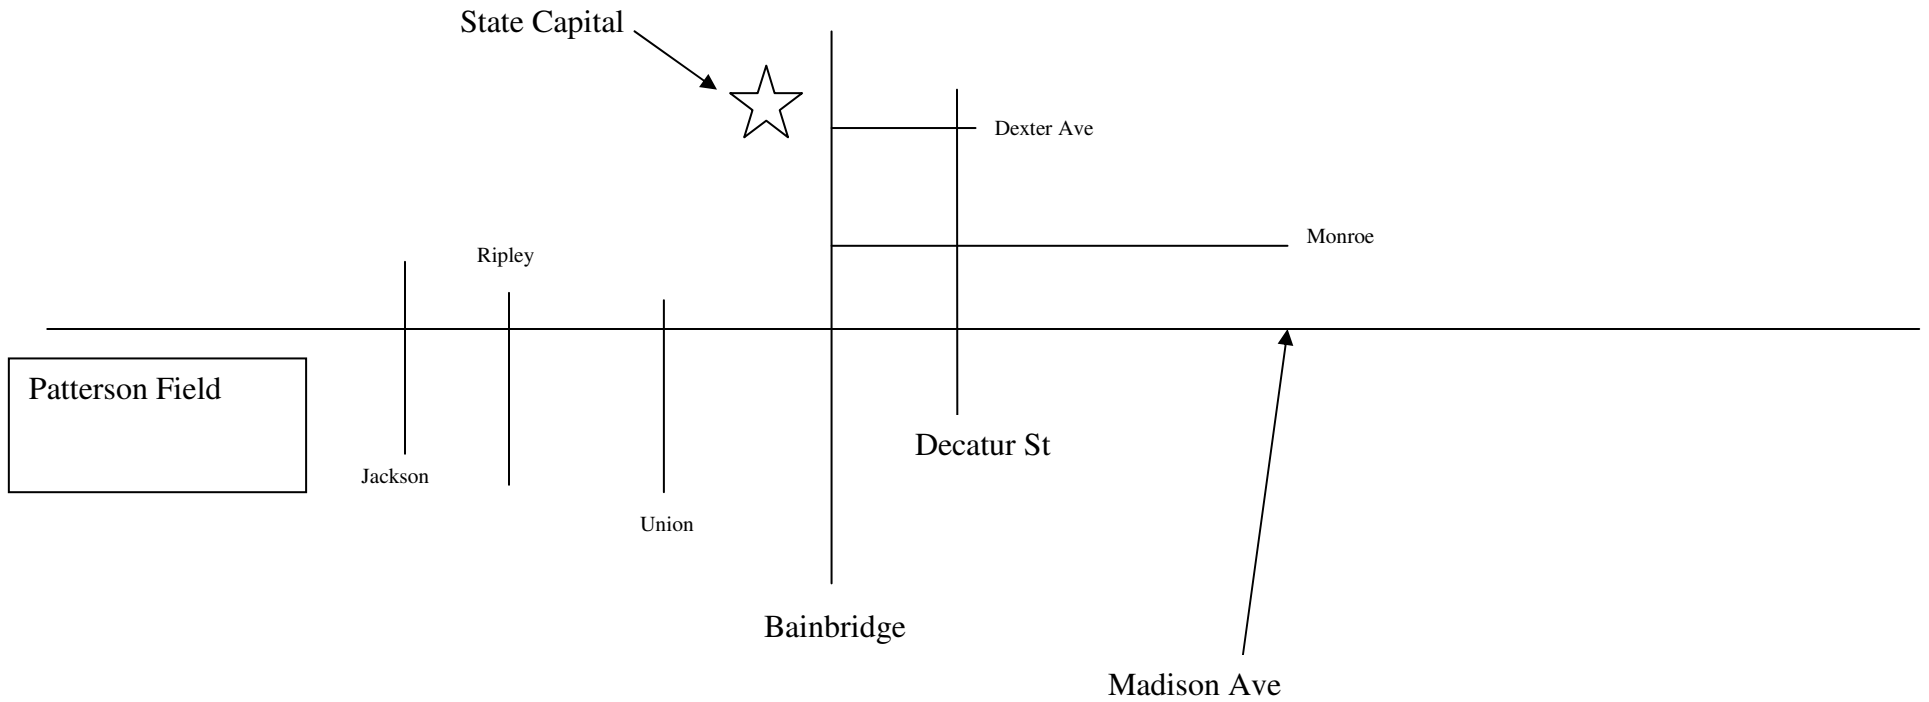 State Capital
Dexter Ave
Monroe
Ripley
Patterson Field
Decatur St
Jackson
Union
Bainbridge
Madison Ave